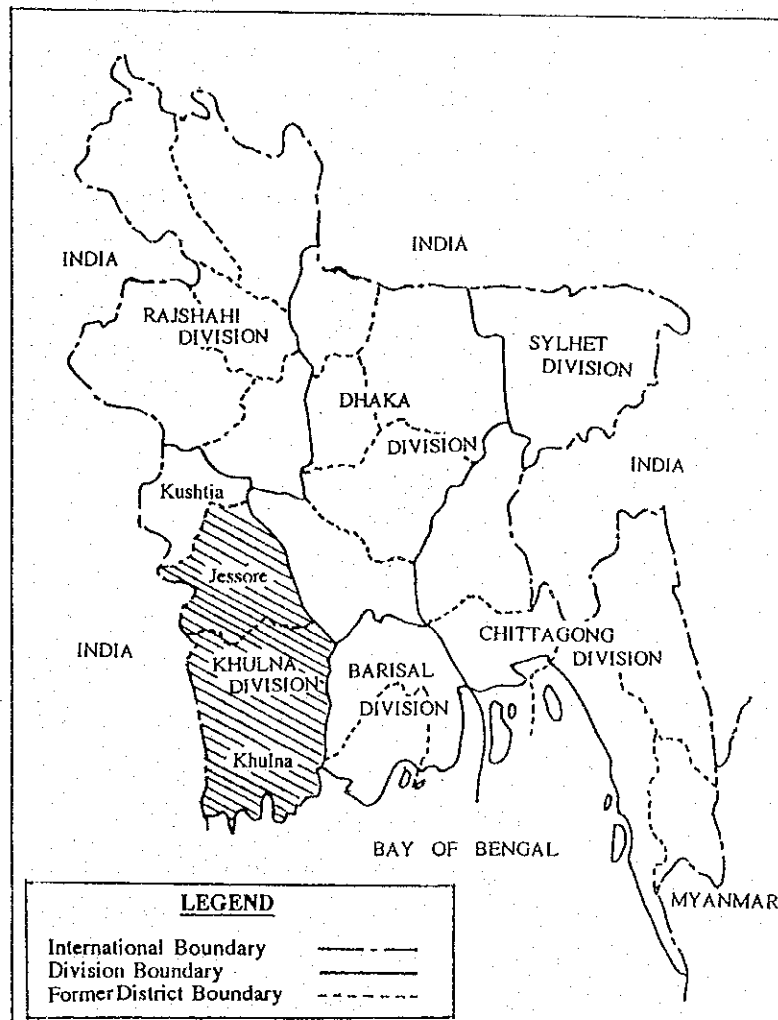 INDIA
INDIA
RAJSHAHI
DIVISION
SYLHET
DIVISION
DHAKA
DIVISION
INDIA
Kushtia
Jessore
INDIA
KHULNA
DIVISION
BARISAL
DIVISION
CHITTAGONG
DIVISION
Khulna
BAY OF BENGAL
MYANMAR
LEGEND
International Boundary
Division Boundary
Former District Boundary